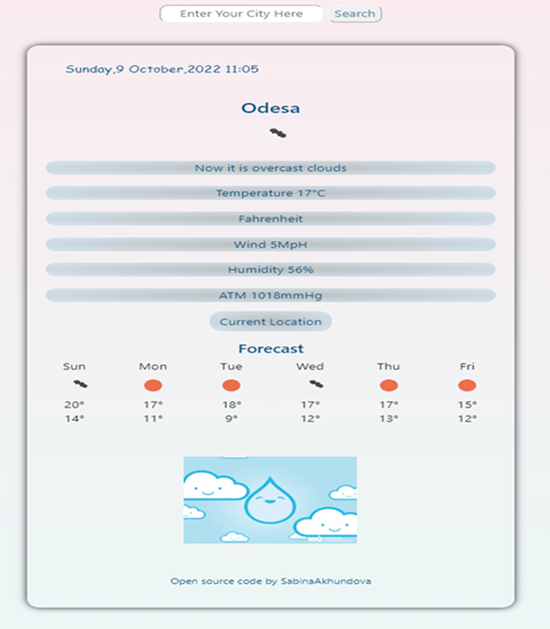 Enter Your City Here Search
Sunday,9 October,2022 11:05
Odesa
Now it is overcast clouds
Temperature 17°C
Fahrenheit
Wind 5MpH
Humidity 56%
ATM 1018mmHg
Current Location
Forecast
Sun Mon Tue Wed Thu Fri
20° 17° 18° 17° 17° 15°
14° 11° 9° 12° 13° 12°
Open source code by SabinaAkhundova